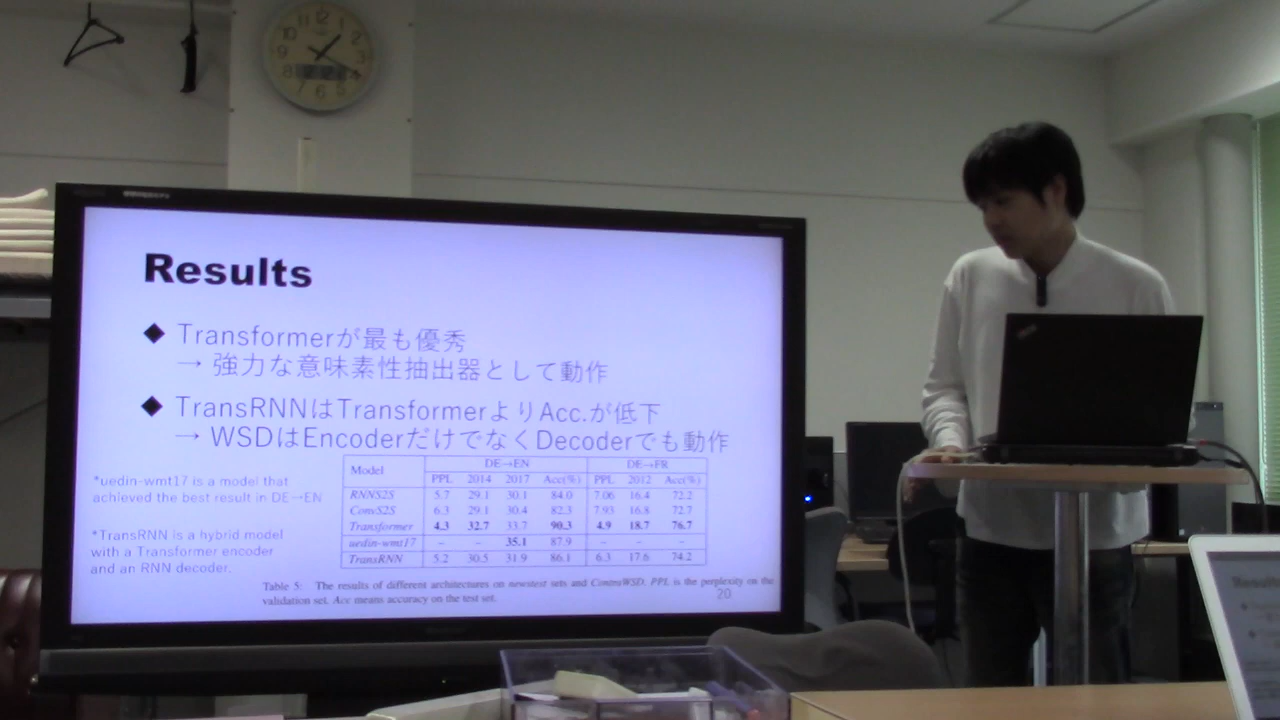 Results
◆ Transformerが最も優秀
→ 強力な意味素性抽出器として動作
◆ TransRNNはTransformerよりAcc.が低下
→ WSDはEncoderだけでなくDecoderでも動作
*uedin-wmt17 is a model that
achieved the best result in DE→EN
*TransRNN is a hybrid model
with a Transformer encoder
and an RNN decoder.
Model DE→EN DE→FR
PPL 2014 2017 Acc(%) PPL 2012 Acc(%)
RNNS2S 5.7 29.1 30.1 84.0 7.06 16.4 72.2
ConvS2S 6.3 29.1 30.4 82.3 7.93 16.8 72.7
Transformer 4.3 32.7 33.7 90.3 4.9 18.7 76.7
uedin-wmt17 – – 35.1 87.9 – – –
TransRNN 5.2 30.5 31.9 86.1 6.3 17.6 74.2
Table 5: The results of different architectures on newstest sets and ContraWSD. PPL is the perplexity on the
validation set. Acc means accuracy on the test set.
20
12
1
2
4
6
7
8
9
10
11